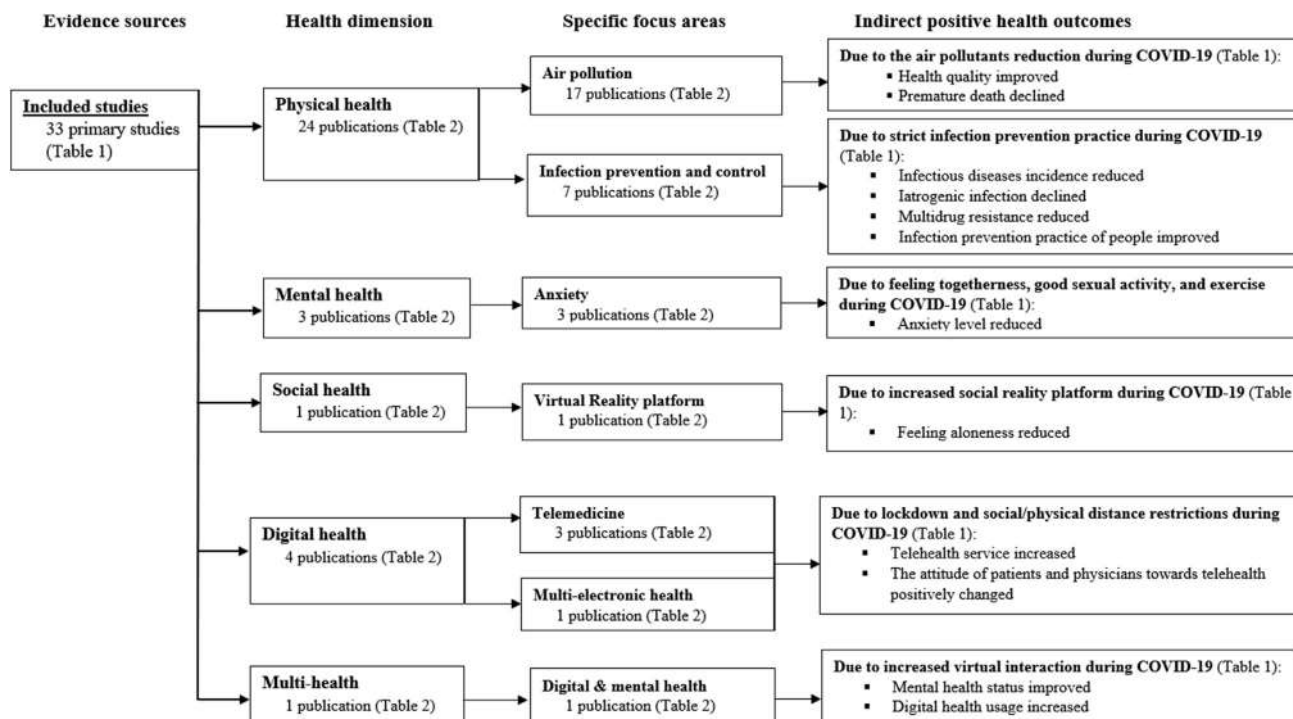 Evidence sources
Health dimension
Specific focus areas
Indirect positive health outcomes
Included studies
33 primary studies
(Table 1)
Physical health
24 publications (Table 2)
Air pollution
17 publications (Table 2)
Due to the air pollutants reduction during COVID-19 (Table 1):
▪ Health quality improved
▪ Premature death declined
Infection prevention and control
7 publications (Table 2)
Due to strict infection prevention practice during COVID-19
(Table 1):
▪ Infectious diseases incidence reduced
▪ Iatrogenic infection declined
▪ Multidrug resistance reduced
▪ Infection prevention practice of people improved
Mental health
3 publications (Table 2)
Anxiety
3 publications (Table 2)
Due to feeling togetherness, good sexual activity, and exercise
during COVID-19 (Table 1):
▪ Anxiety level reduced
Social health
1 publication (Table 2)
Virtual Reality platform
1 publication (Table 2)
Due to increased social reality platform during COVID-19 (Table
1):
▪ Feeling aloneness reduced
Digital health
4 publications (Table 2)
Telemedicine
3 publications (Table 2)
Multi-electronic health
1 publication (Table 2)
Due to lockdown and social/physical distance restrictions during
COVID-19 (Table 1):
▪ Telehealth service increased
▪ The attitude of patients and physicians towards telehealth
positively changed
Multi-health
1 publication (Table 2)
Digital & mental health
1 publication (Table 2)
Due to increased virtual interaction during COVID-19 (Table 1):
▪ Mental health status improved
▪ Digital health usage increased